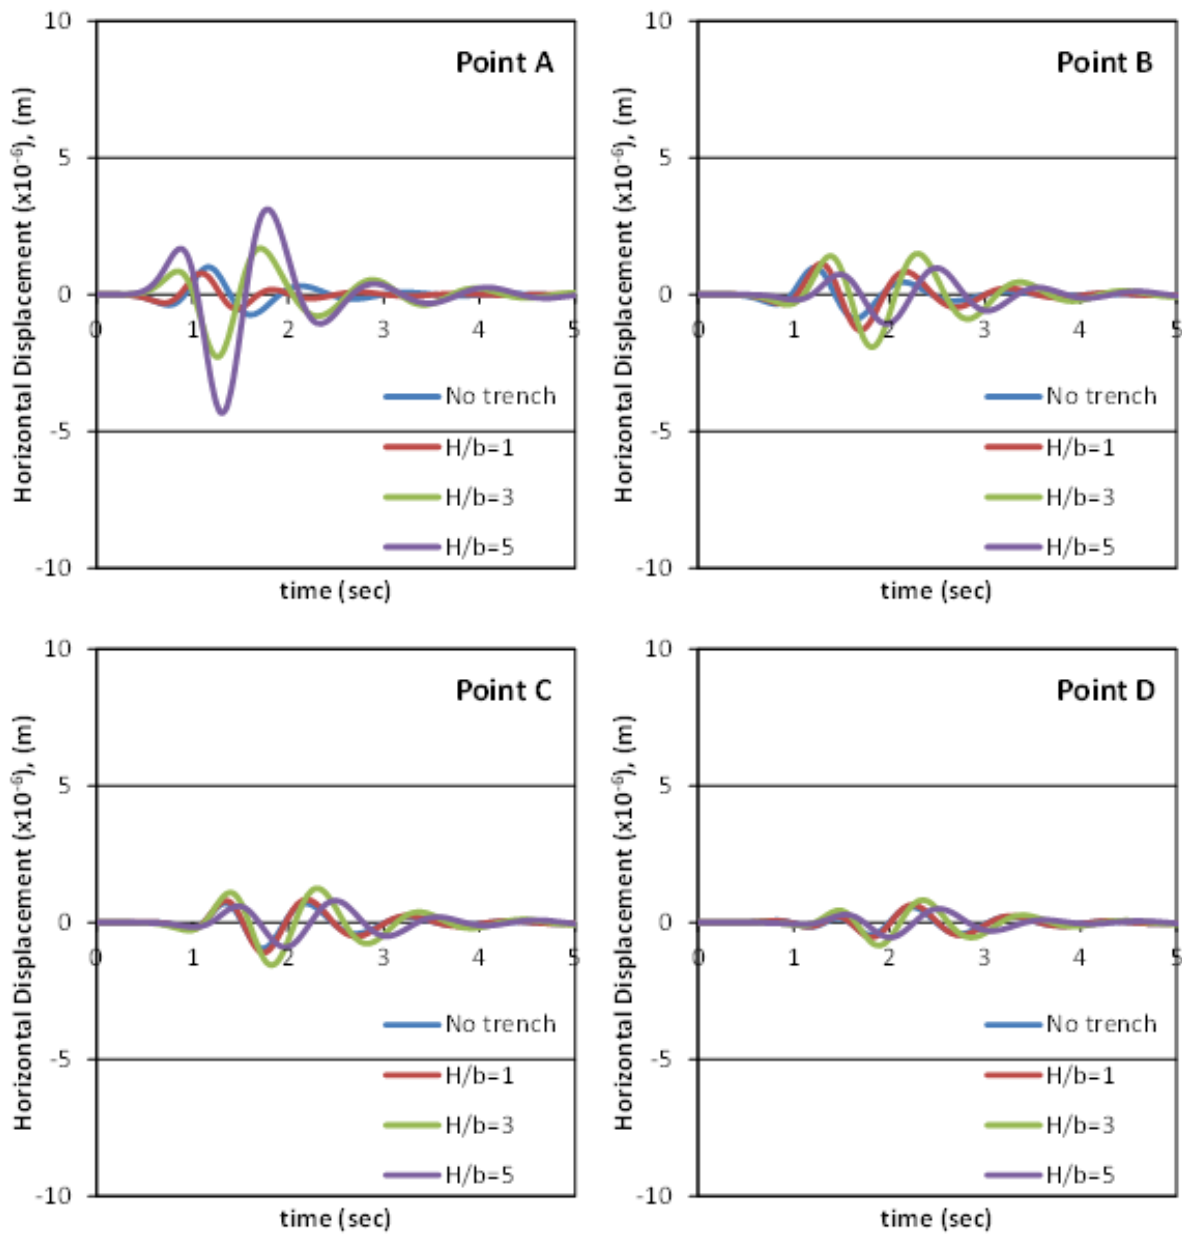 Point A
Horizontal Displacement (x10⁻⁶), (m)
10
5
0
-5
-10
0 1 2 3 4 5
No trench
H/b=1
H/b=3
H/b=5
time (sec)
Point B
Horizontal Displacement (x10⁻⁶), (m)
10
5
0
-5
-10
0 1 2 3 4 5
No trench
H/b=1
H/b=3
H/b=5
time (sec)
Point C
Horizontal Displacement (x10⁻⁶), (m)
10
5
0
-5
-10
0 1 2 3 4 5
No trench
H/b=1
H/b=3
H/b=5
time (sec)
Point D
Horizontal Displacement (x10⁻⁶), (m)
10
5
0
-5
-10
0 1 2 3 4 5
No trench
H/b=1
H/b=3
H/b=5
time (sec)